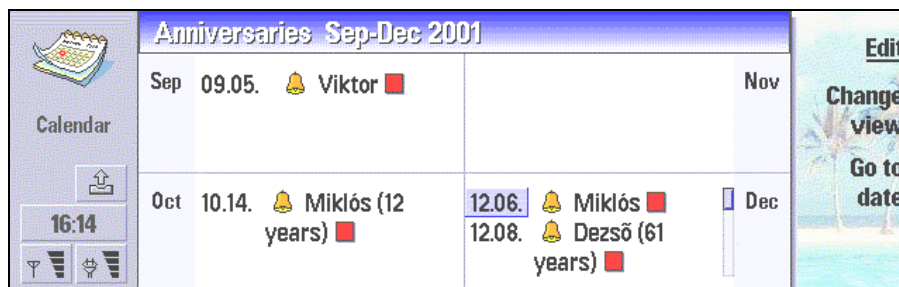 Anniversaries Sep-Dec 2001
Calendar
16:14
Sep 09.05. Viktor
Nov
Oct 10.14. Miklós (12
years)
12.06. Miklós
12.08. Dezsõ (61
years)
Dec
Edit
Change
view
Go to
date